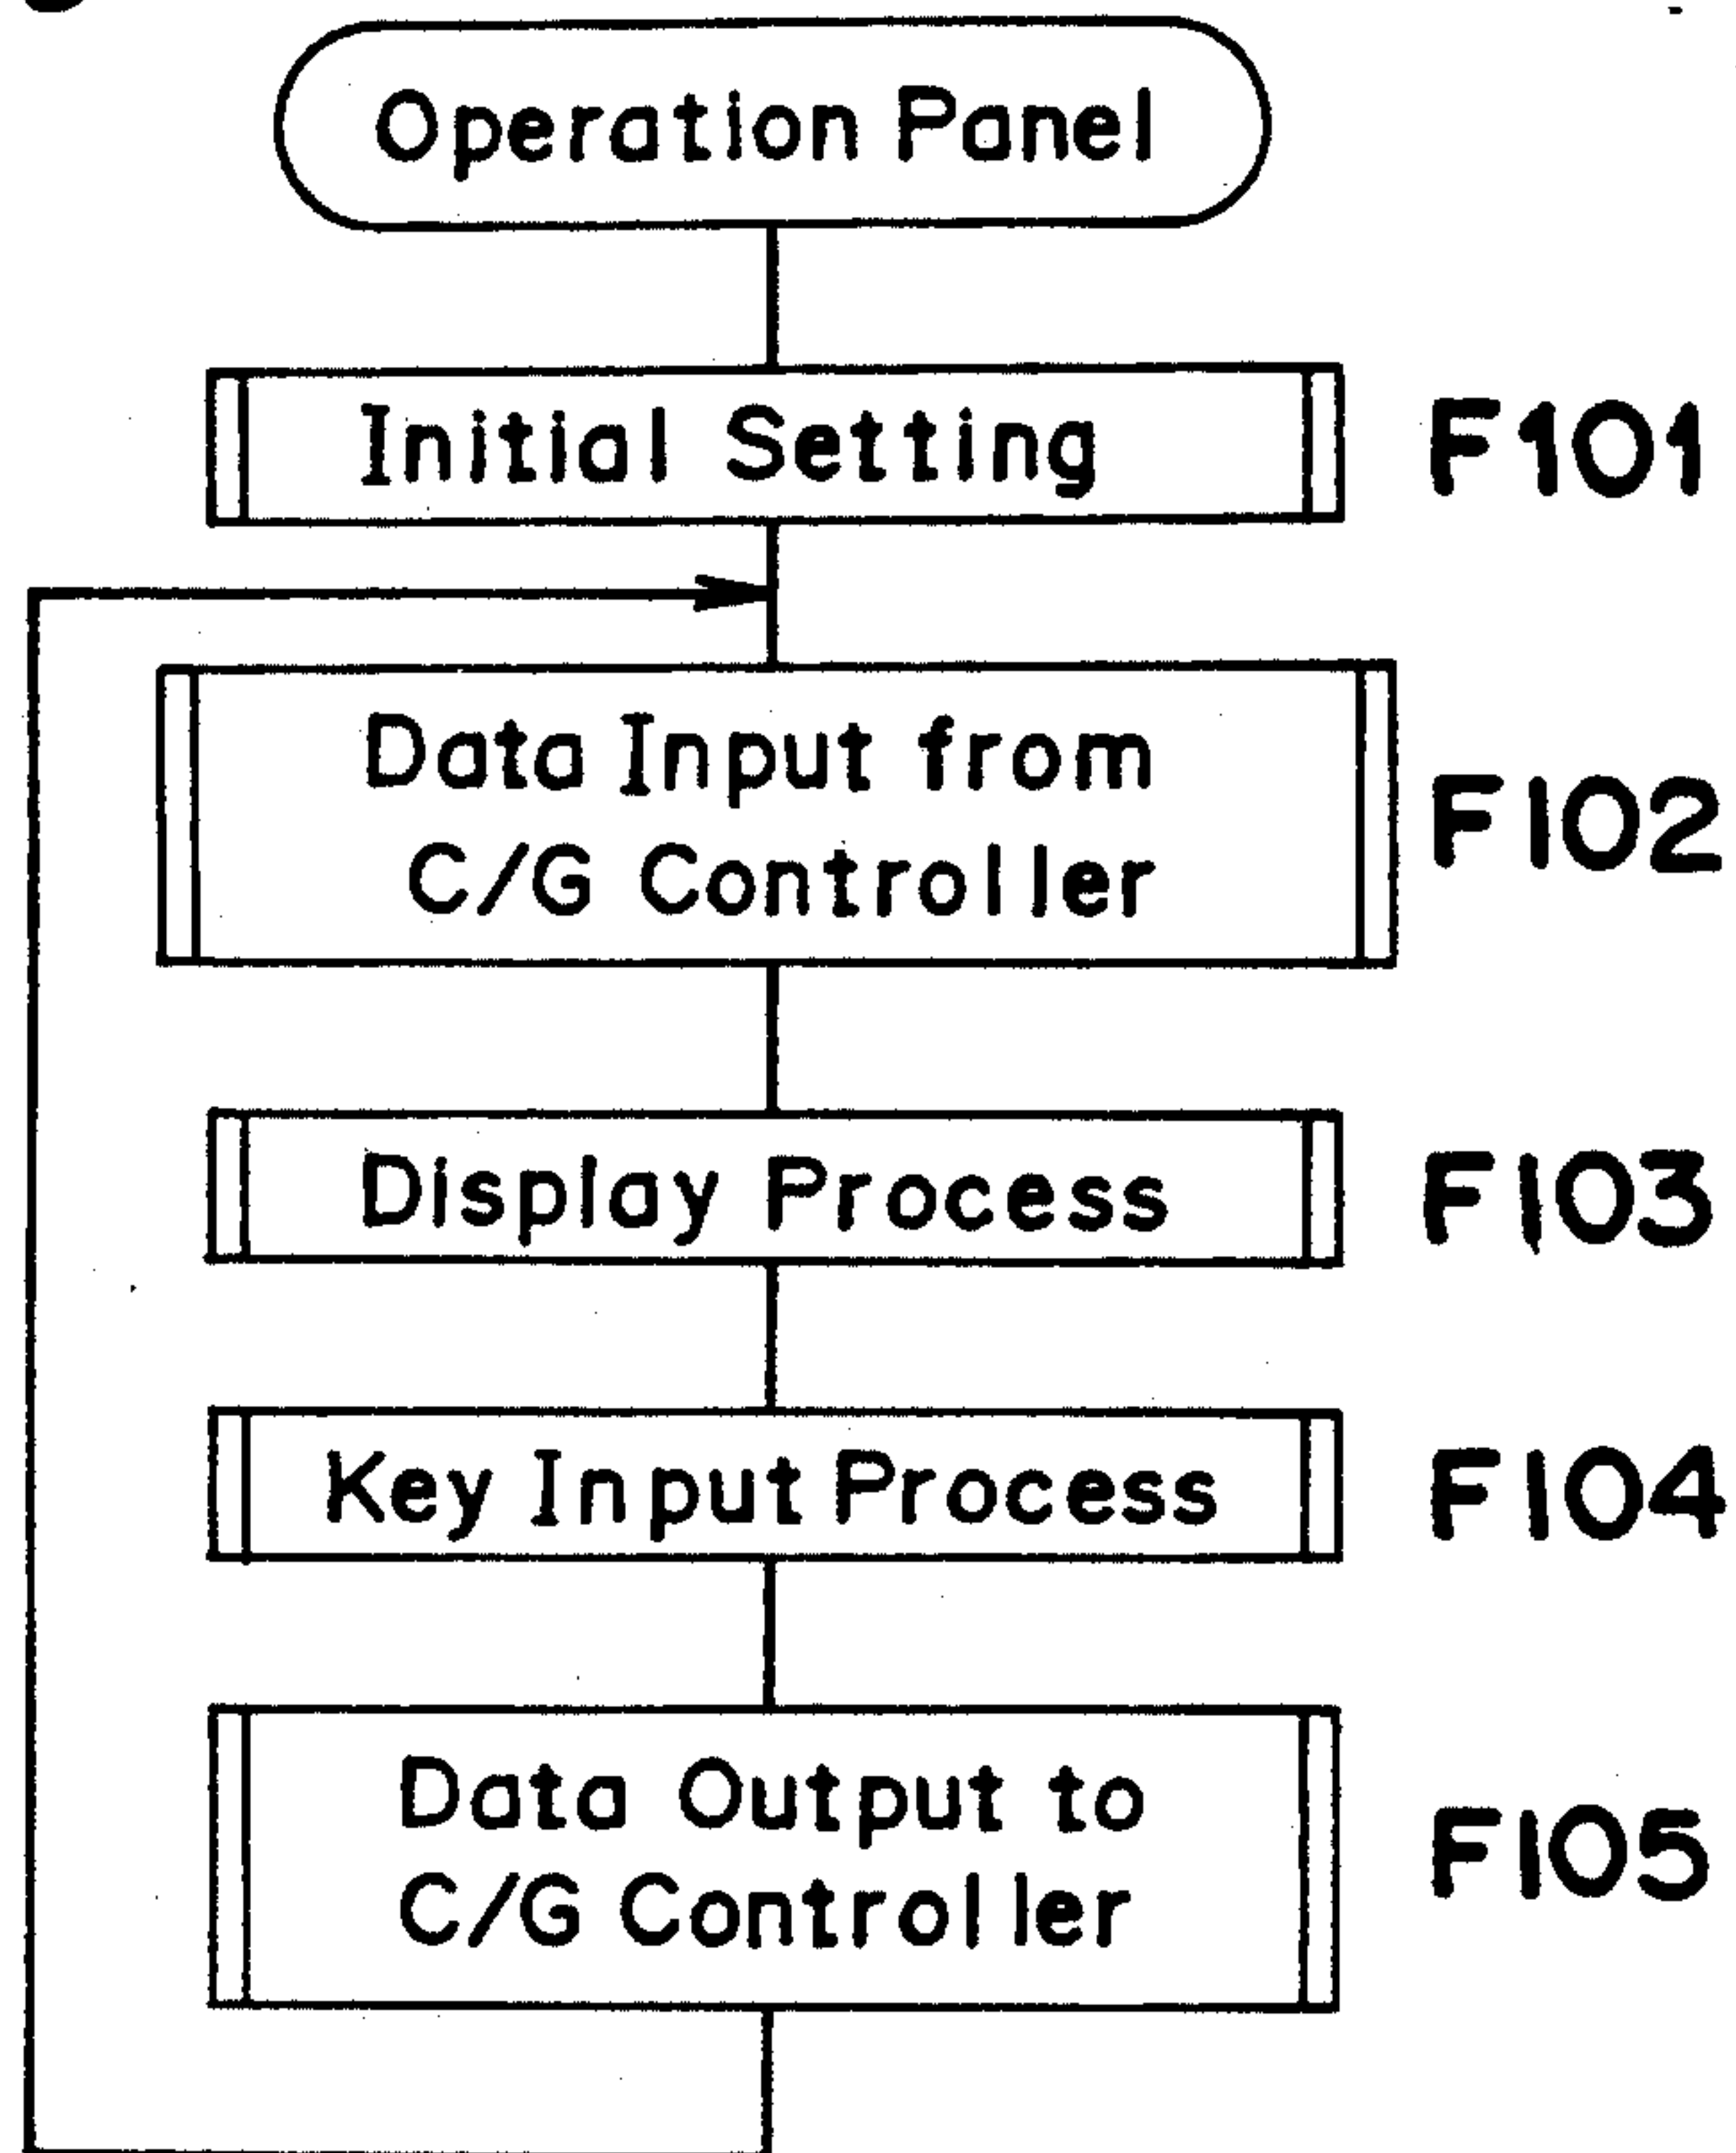 Operation Panel
Initial Setting
F101
Data Input from
C/G Controller
F102
Display Process
F103
Key Input Process
F104
Data Output to
C/G Controller
F105